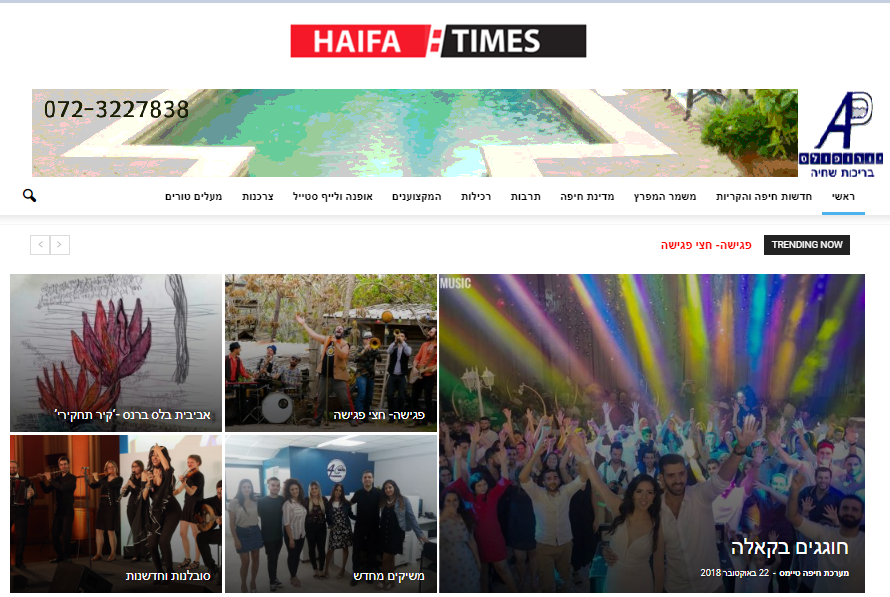 HAIFA TIMES
072-3227838
AP
בריכות שחיה
ראשי
חדשות חיפה והקריות
משמר המפרץ
מדינת חיפה
תרבות
רכילות
המקצוענים
אופנה ולייף סטייל
צרכנות
מעלים טורים
TRENDING NOW
פגישה- חצי פגישה
MUSIC
חוגגים בקאלה
מערכת חיפה טיימס - 22 באוקטובר 2018
פגישה- חצי פגישה
אביבית בלס ברנס -'קיר תחקירי'
משיקים מחדש
סובלנות וחדשנות